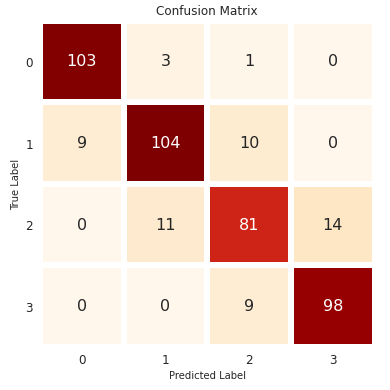 Confusion Matrix
True Label
0 103 3 1 0
1 9 104 10 0
2 0 11 81 14
3 0 0 9 98
0 1 2 3
Predicted Label